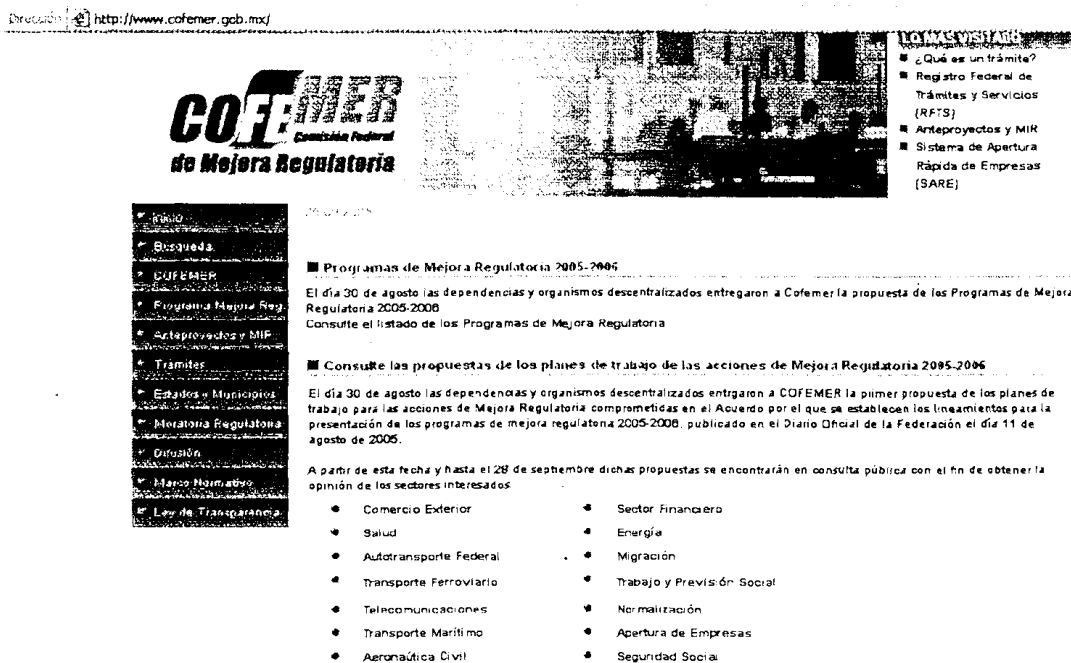 Dirección http://www.cofemer.gob.mx/
COFEMER
Comisión Federal
de Mejora Regulatoria
LO MAS VISITADO
¿Qué es un trámite?
Registro Federal de
Trámites y Servicios
(RFTS)
Anteproyectos y MIR
Sistema de Apertura
Rápida de Empresas
(SARE)
Inicio
Búsqueda
COFEMER
Programa Mejora Reg.
Anteproyectos y MIR
Trámites
Estados y Municipios
Moratoria Regulatoria
Difusión
Marco Normativo
Ley de Transparencia
Programas de Mejora Regulatoria 2005-2006
El día 30 de agosto las dependencias y organismos descentralizados entregaron a Cofemer la propuesta de los Programas de Mejora
Regulatoria 2005-2006
Consulte el listado de los Programas de Mejora Regulatoria
Consulte las propuestas de los planes de trabajo de las acciones de Mejora Regulatoria 2005-2006
El día 30 de agosto las dependencias y organismos descentralizados entrgaron a COFEMER la primer propuesta de los planes de
trabajo para las acciones de Mejora Regulatoria comprometidas en el Acuerdo por el que se establecen los lineamientos para la
presentación de los programas de mejora regulatoria 2005-2006, publicado en el Diario Oficial de la Federación el día 11 de
agosto de 2005.
A partir de esta fecha y hasta el 28 de septiembre dichas propuestas se encontrarán en consulta pública con el fin de obtener la
opinión de los sectores interesados
Comercio Exterior
Salud
Autotransporte Federal
Transporte Ferroviario
Telecomunicaciones
Transporte Marítimo
Aeronaútica Civil
Sector Financiero
Energía
Migración
Trabajo y Previsión Social
Normalización
Apertura de Empresas
Seguridad Social